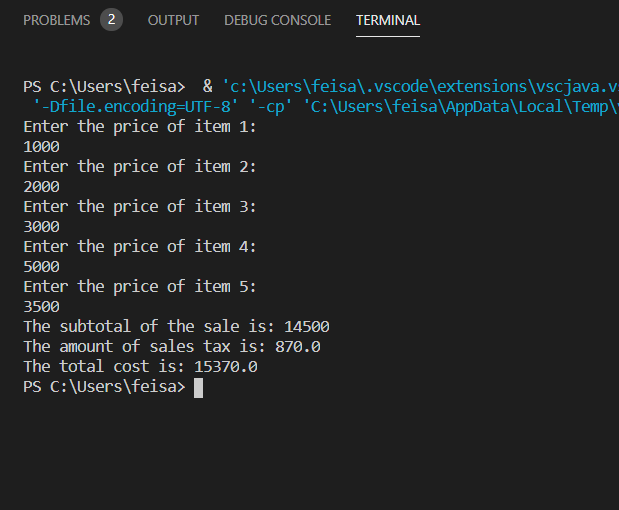 PROBLEMS 2 OUTPUT DEBUG CONSOLE TERMINAL
PS C:\Users\feisa>  & 'c:\Users\feisa\.vscode\extensions\vscjava.v
 '-Dfile.encoding=UTF-8' '-cp' 'C:\Users\feisa\AppData\Local\Temp\
Enter the price of item 1:
1000
Enter the price of item 2:
2000
Enter the price of item 3:
3000
Enter the price of item 4:
5000
Enter the price of item 5:
3500
The subtotal of the sale is: 14500
The amount of sales tax is: 870.0
The total cost is: 15370.0
PS C:\Users\feisa>